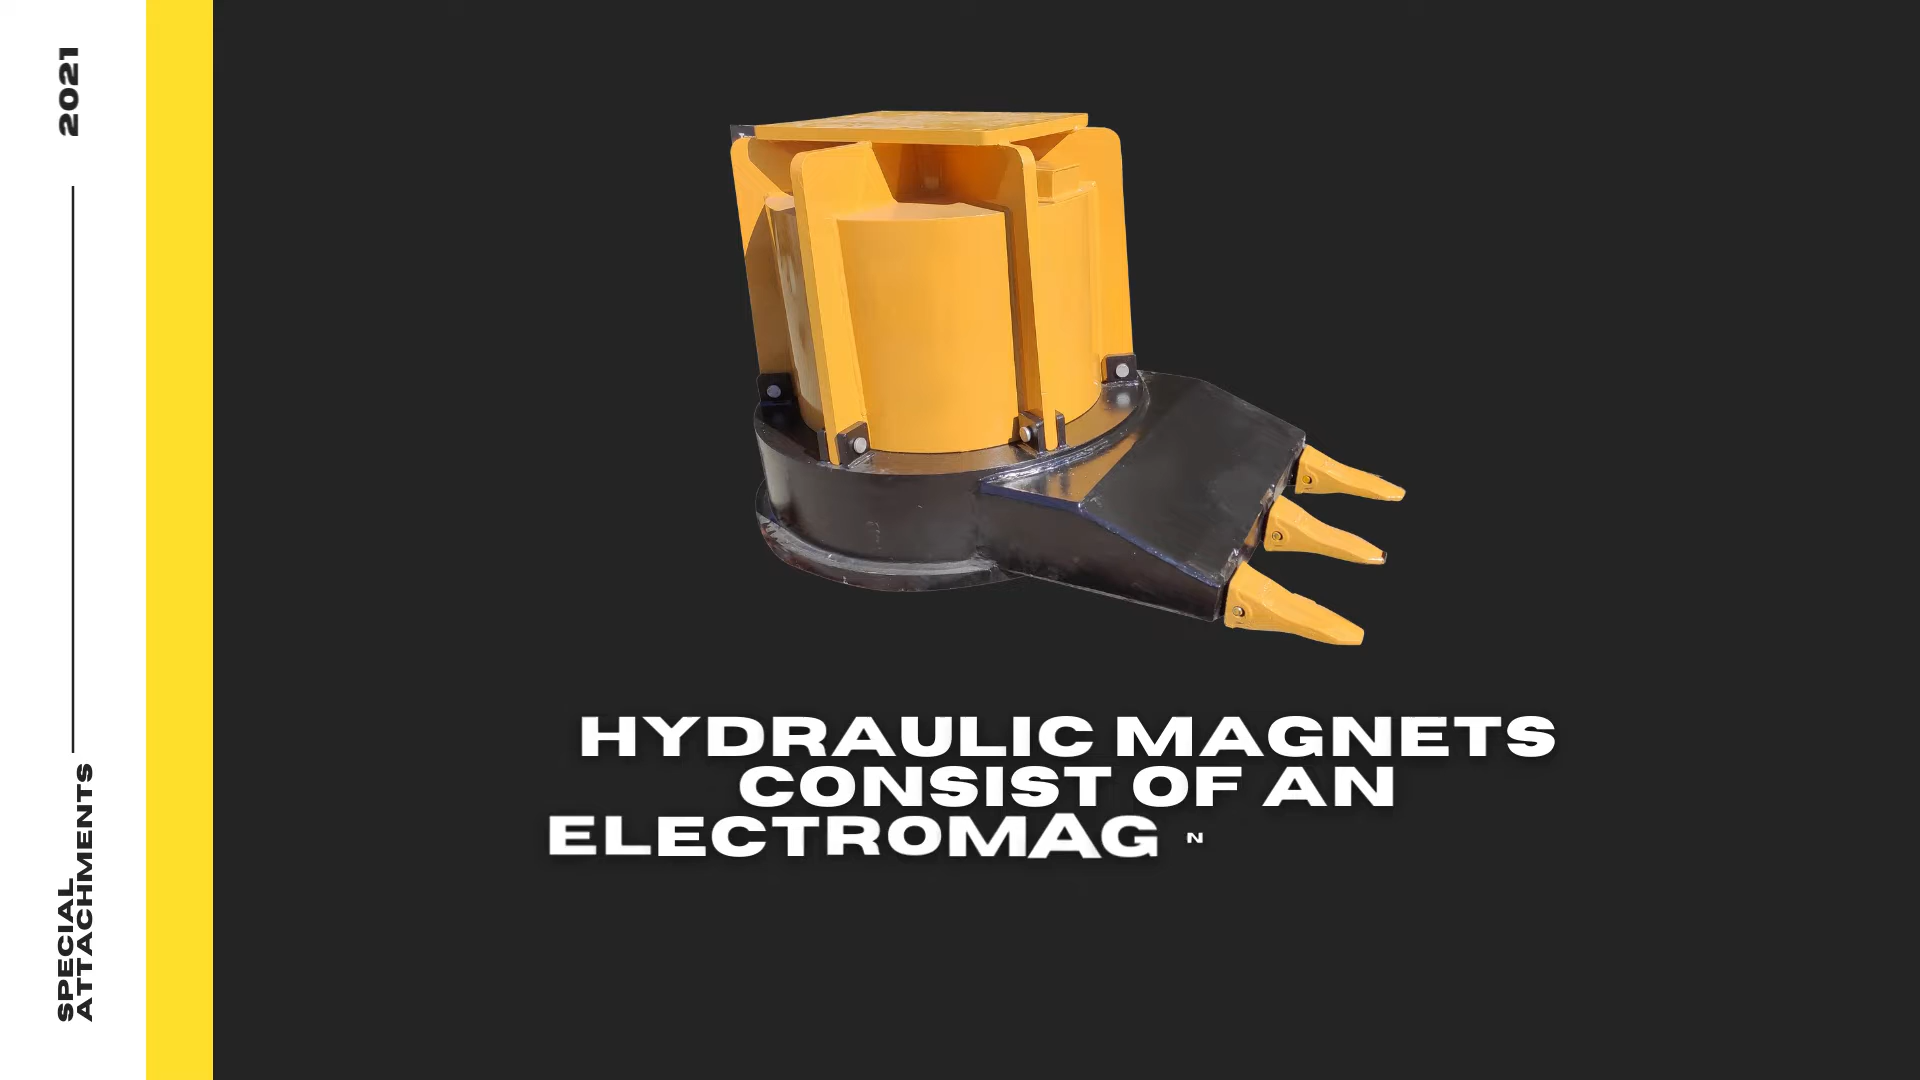 2021
SPECIAL
ATTACHMENTS
HYDRAULIC MAGNETS
CONSIST OF AN
ELECTROMAG N